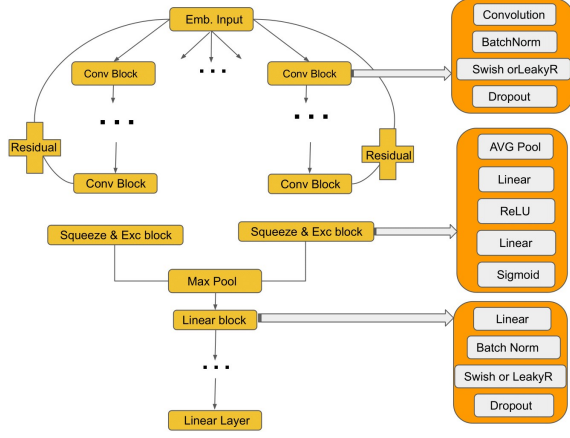 Emb. Input
Conv Block
Conv Block
Residual
Residual
Conv Block
Conv Block
Squeeze & Exc block
Squeeze & Exc block
Max Pool
Linear block
Linear Layer
Convolution
BatchNorm
Swish orLeakyR
Dropout
AVG Pool
Linear
ReLU
Linear
Sigmoid
Linear
Batch Norm
Swish or LeakyR
Dropout